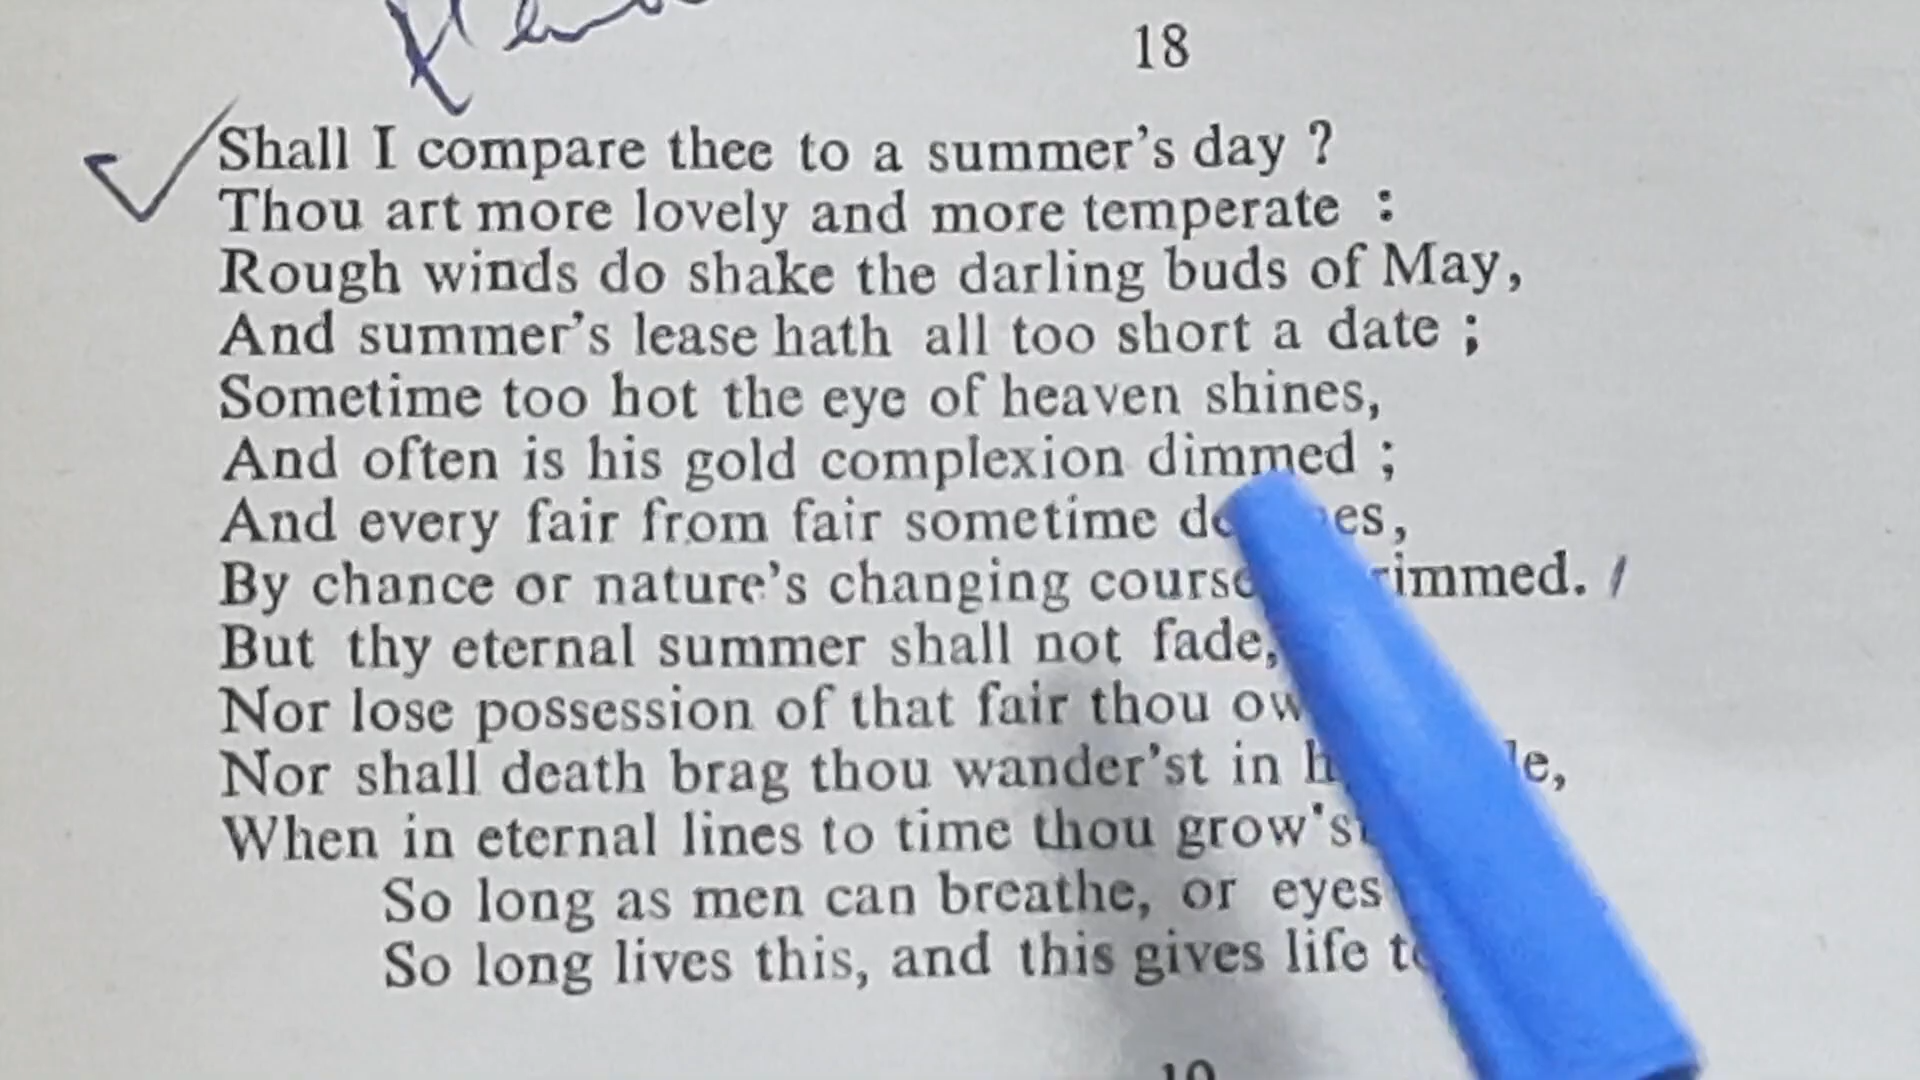 18
Shall I compare thee to a summer's day ?
Thou art more lovely and more temperate :
Rough winds do shake the darling buds of May,
And summer's lease hath all too short a date ;
Sometime too hot the eye of heaven shines,
And often is his gold complexion dimmed ;
And every fair from fair sometime
By chance or nature's changing course
But thy eternal summer shall not fade,
Nor lose possession of that fair thou
Nor shall death brag thou wander'st in
When in eternal lines to time thou grow'st
So long as men can breathe, or eyes
So long lives this, and this gives life